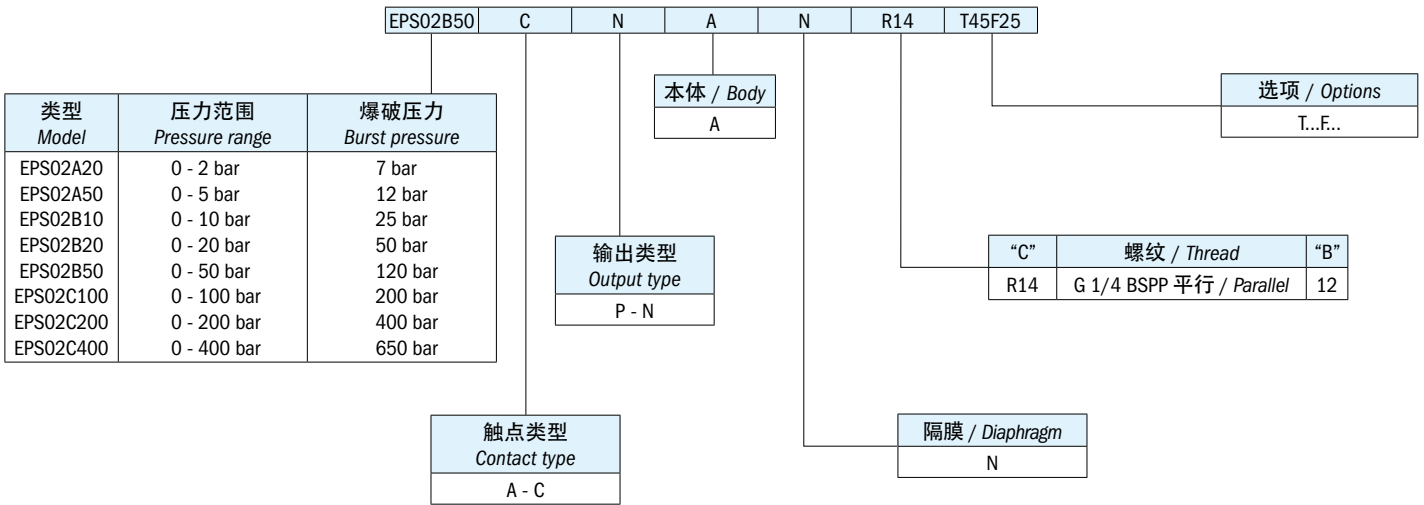 EPS02B50 C N A N R14 T45F25
类型 压力范围 爆破压力
Model Pressure range Burst pressure
EPS02A20 0 - 2 bar 7 bar
EPS02A50 0 - 5 bar 12 bar
EPS02B10 0 - 10 bar 25 bar
EPS02B20 0 - 20 bar 50 bar
EPS02B50 0 - 50 bar 120 bar
EPS02C100 0 - 100 bar 200 bar
EPS02C200 0 - 200 bar 400 bar
EPS02C400 0 - 400 bar 650 bar
本体 / Body
A
选项 / Options
T...F...
输出类型
Output type
P - N
“C” 螺纹 / Thread “B”
R14 G 1/4 BSPP 平行 / Parallel 12
触点类型
Contact type
A - C
隔膜 / Diaphragm
N